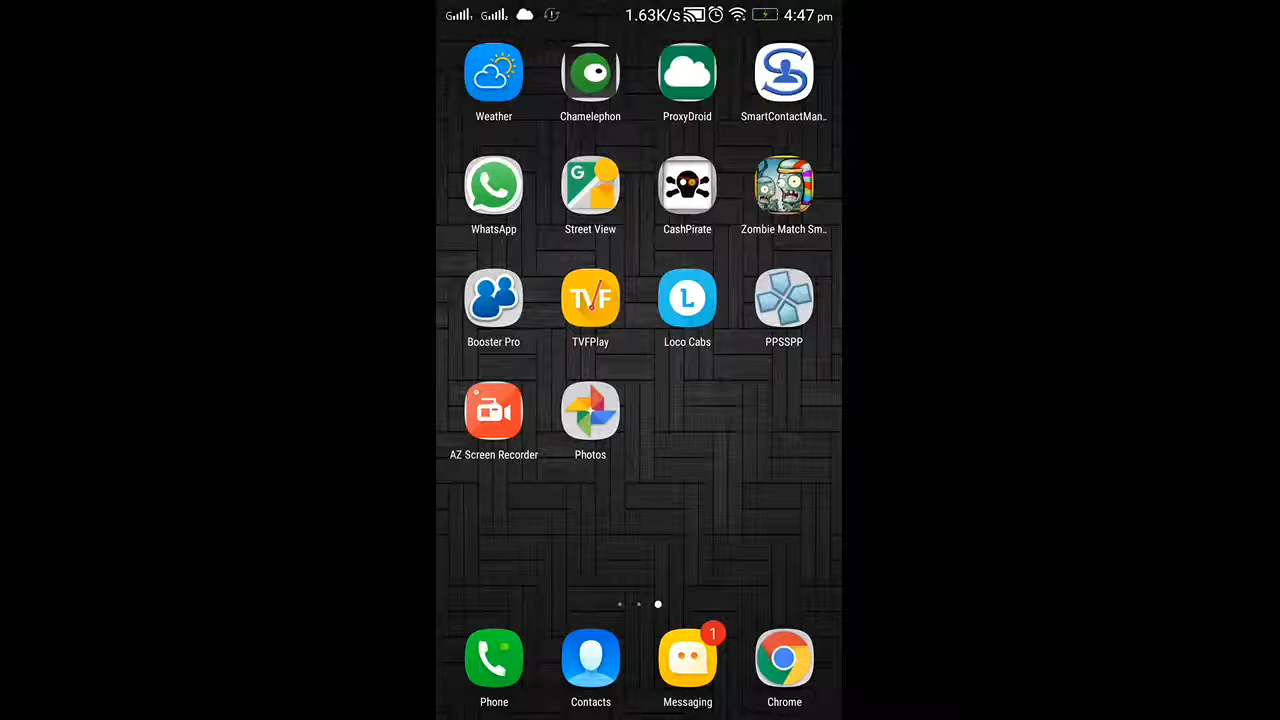 G G 1.63K/s 4:47 pm
Weather Chamelephon ProxyDroid SmartContactMan..
G
WhatsApp Street View CashPirate Zombie Match Sm..
TVF L
Booster Pro TVFPlay Loco Cabs PPSSPP
AZ Screen Recorder Photos
1
Phone Contacts Messaging Chrome